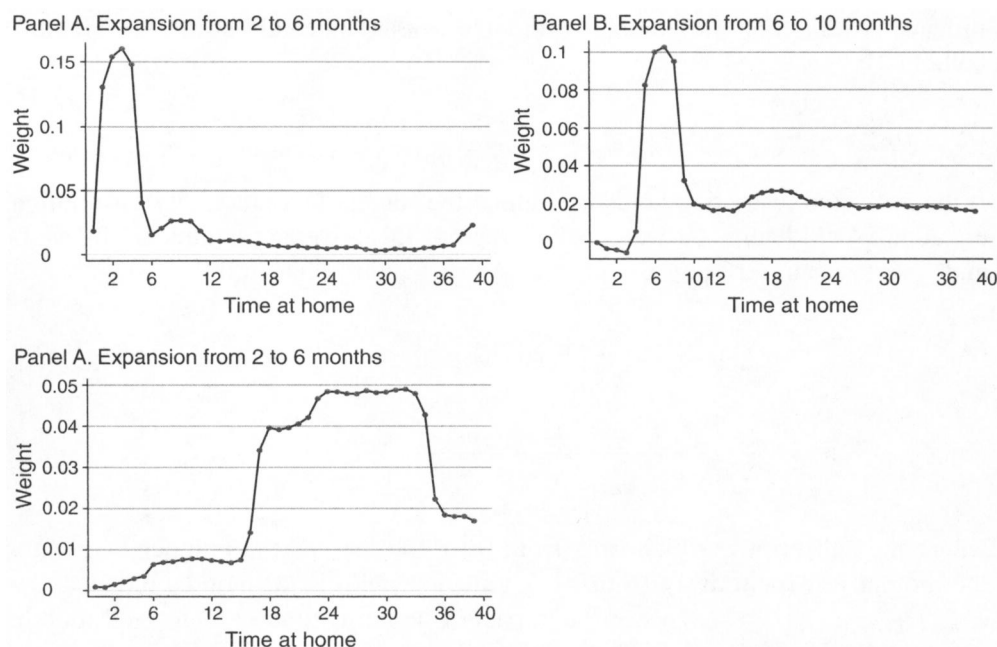 Panel A. Expansion from 2 to 6 months
0.15
0.1
0.05
0
Weight
2 6 12 18 24 30 36 40
Time at home
Panel B. Expansion from 6 to 10 months
0.1
0.08
0.06
0.04
0.02
0
Weight
2 6 10 12 18 24 30 36 40
Time at home
Panel A. Expansion from 2 to 6 months
0.05
0.04
0.03
0.02
0.01
0
Weight
2 6 12 18 24 30 36 40
Time at home